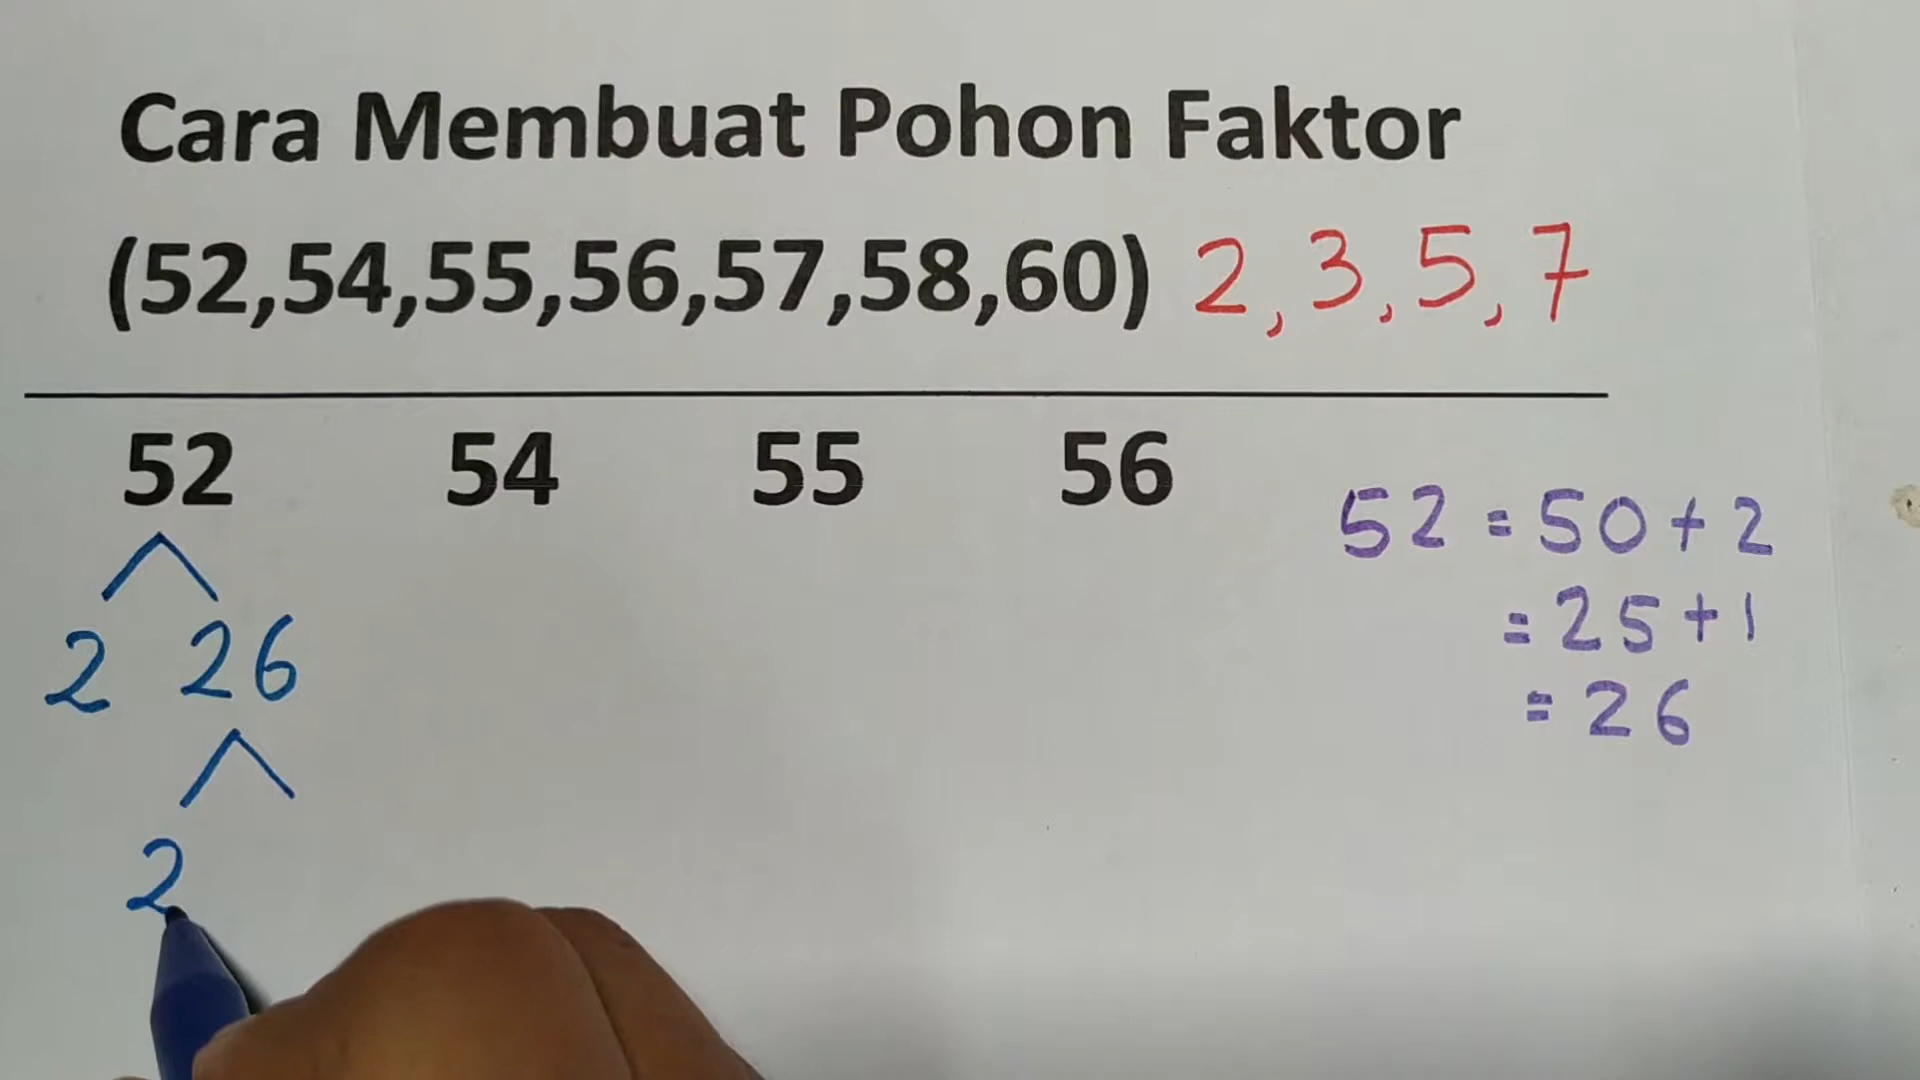 Cara Membuat Pohon Faktor
(52,54,55,56,57,58,60) 2,3,5,7
52 54 55 56
2 26
2
52 = 50 + 2
= 25 + 1
= 26